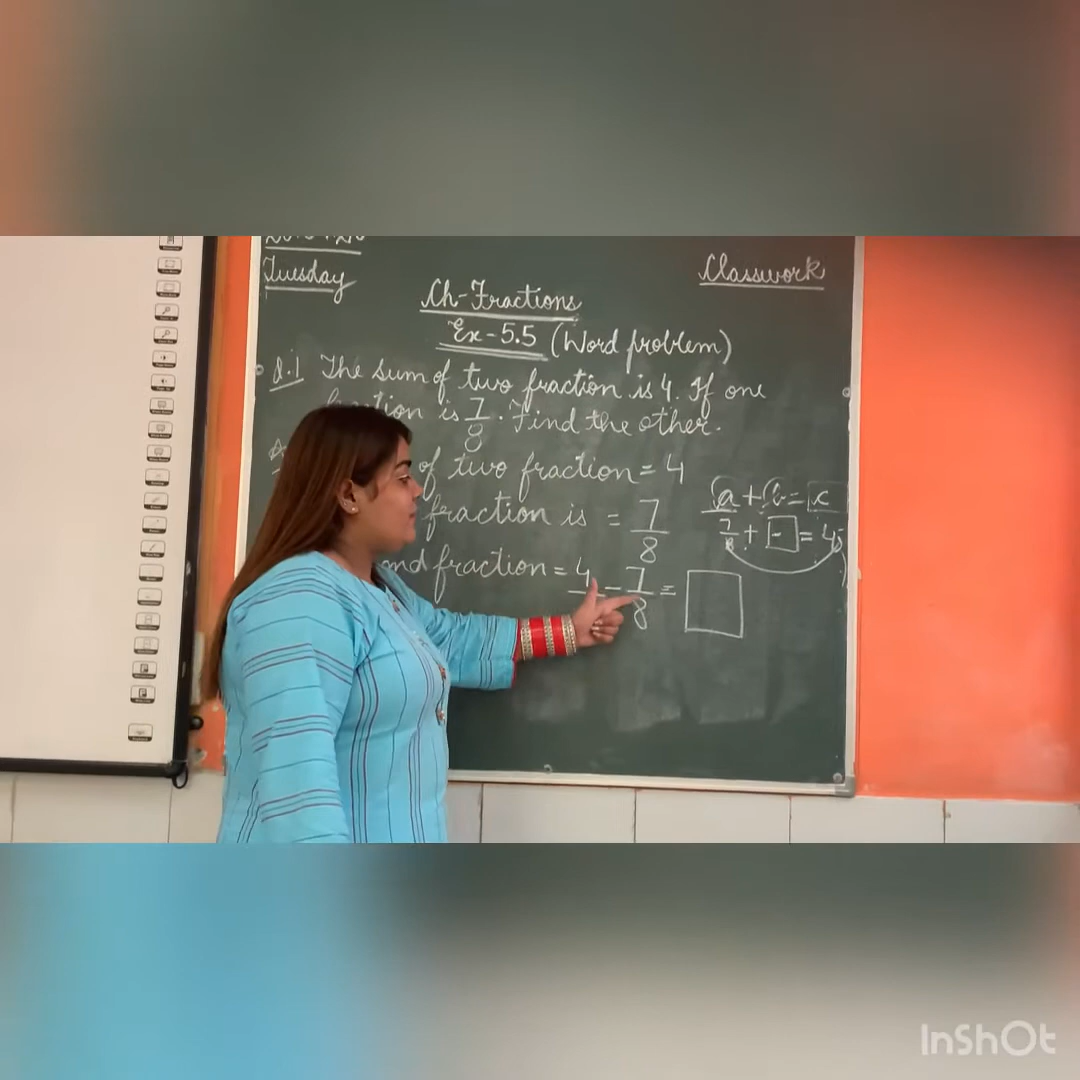 Tuesday
Classwork
Ch-Fractions
Ex-5.5 (Word problem)
Q.1 The sum of two fraction is 4. If one
is 7/8. Find the other.
of two fraction = 4
fraction is = 7/8
fraction = 4 - 7/8 =
a + b = c
7/8 + = 4
InShOt